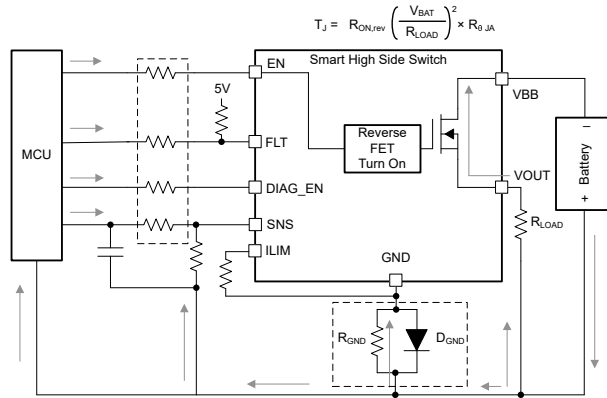 T_J = R_ON,rev (V_BAT / R_LOAD)^2 × R_θJA
Smart High Side Switch
EN
5V
VBB
FLT
MCU
Reverse
FET
Turn On
Battery
−
+
VOUT
DIAG_EN
SNS
R_LOAD
ILIM
GND
R_GND
D_GND